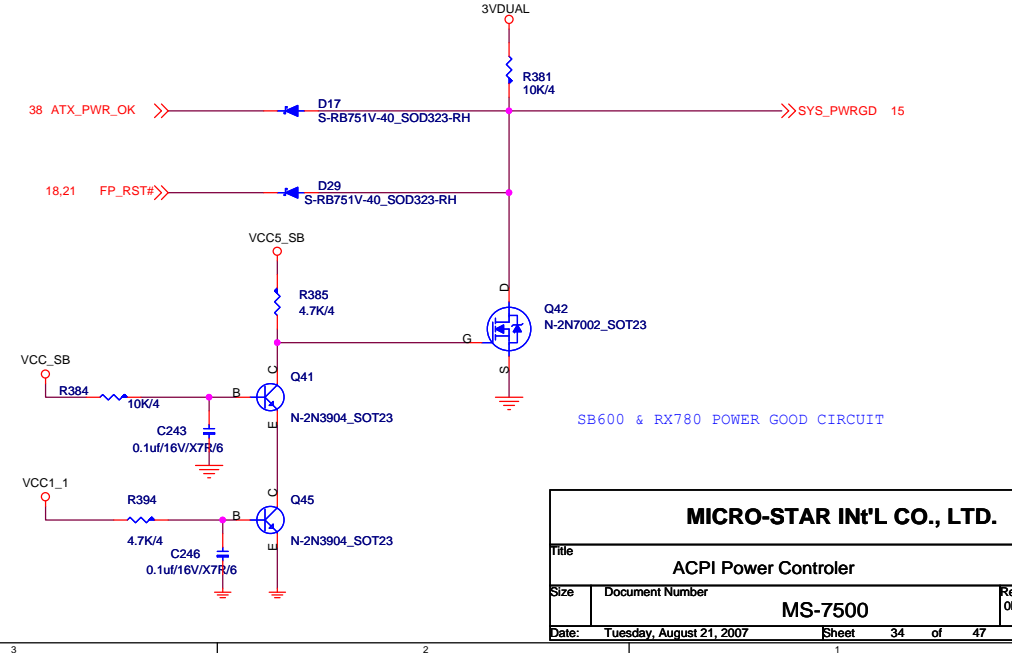 3VDUAL
R381
10K/4
38 ATX_PWR_OK
D17
S-RB751V-40_SOD323-RH
SYS_PWRGD 15
18,21 FP_RST#
D29
S-RB751V-40_SOD323-RH
VCC5_SB
R385
4.7K/4
D
Q42
N-2N7002_SOT23
G
S
VCC_SB
R384
10K/4
B
C
Q41
E
N-2N3904_SOT23
C243
0.1uf/16V/X7R/6
SB600 & RX780 POWER GOOD CIRCUIT
VCC1_1
R394
4.7K/4
B
C
Q45
E
N-2N3904_SOT23
C246
0.1uf/16V/X7R/6
MICRO-STAR INt'L CO., LTD.
Title
ACPI Power Controler
Size
Document Number
MS-7500
Date:
Tuesday, August 21, 2007
Sheet 34 of 47
3
2
1